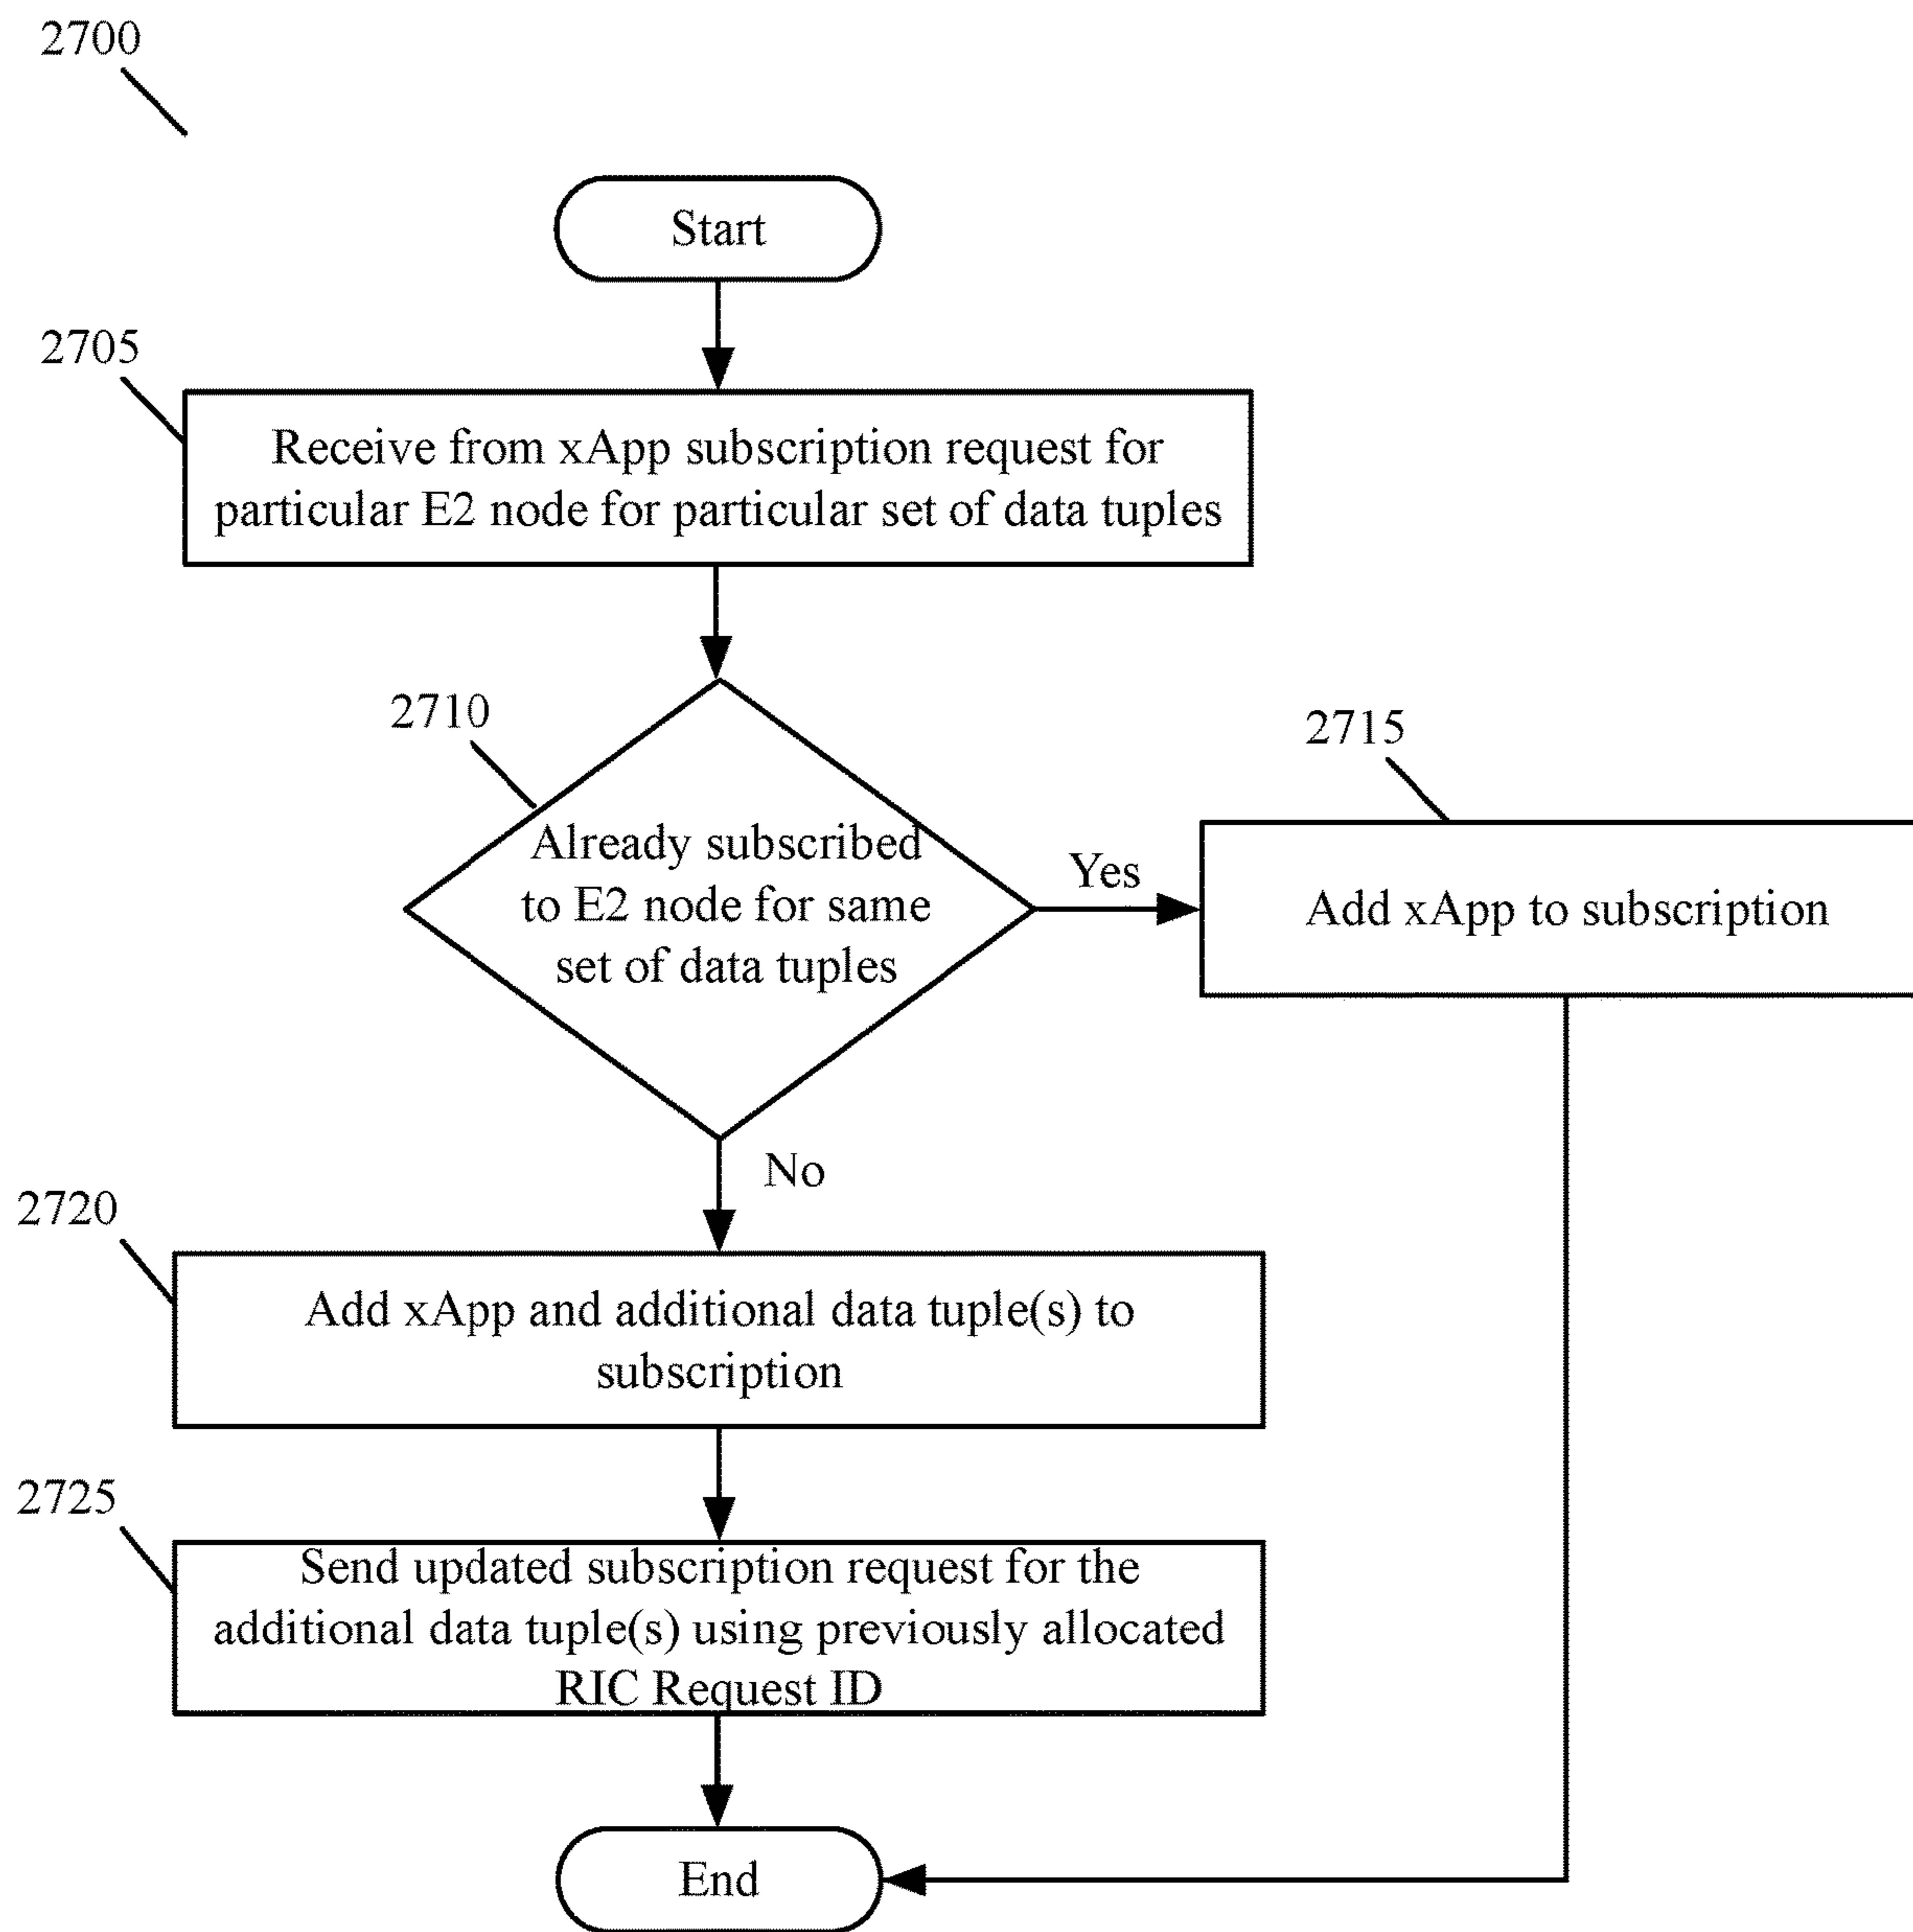 2700
Start
2705
Receive from xApp subscription request for
particular E2 node for particular set of data tuples
2710
Already subscribed
to E2 node for same
set of data tuples
Yes
2715
Add xApp to subscription
No
2720
Add xApp and additional data tuple(s) to
subscription
2725
Send updated subscription request for the
additional data tuple(s) using previously allocated
RIC Request ID
End